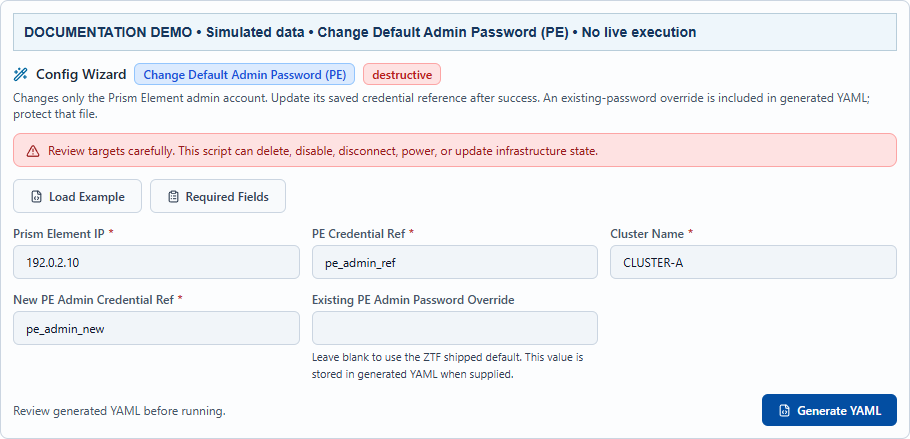 DOCUMENTATION DEMO • Simulated data • Change Default Admin Password (PE) • No live execution
Config Wizard Change Default Admin Password (PE) destructive
Changes only the Prism Element admin account. Update its saved credential reference after success. An existing-password override is included in generated YAML;
protect that file.
Review targets carefully. This script can delete, disable, disconnect, power, or update infrastructure state.
Load Example Required Fields
Prism Element IP * PE Credential Ref * Cluster Name *
192.0.2.10 pe_admin_ref CLUSTER-A
New PE Admin Credential Ref * Existing PE Admin Password Override
pe_admin_new
Leave blank to use the ZTF shipped default. This value is
stored in generated YAML when supplied.
Review generated YAML before running. Generate YAML